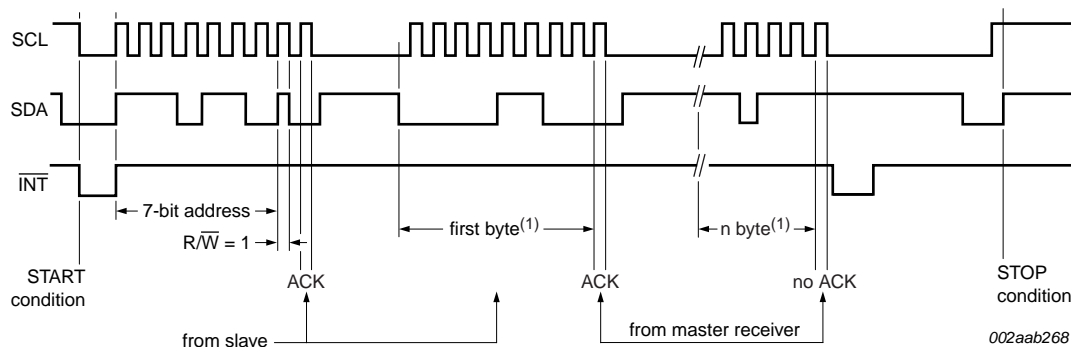 SCL
SDA
INT
7-bit address
first byte(1)
n byte(1)
R/W = 1
START
condition
ACK
ACK
no ACK
STOP
condition
from slave
from master receiver
002aab268